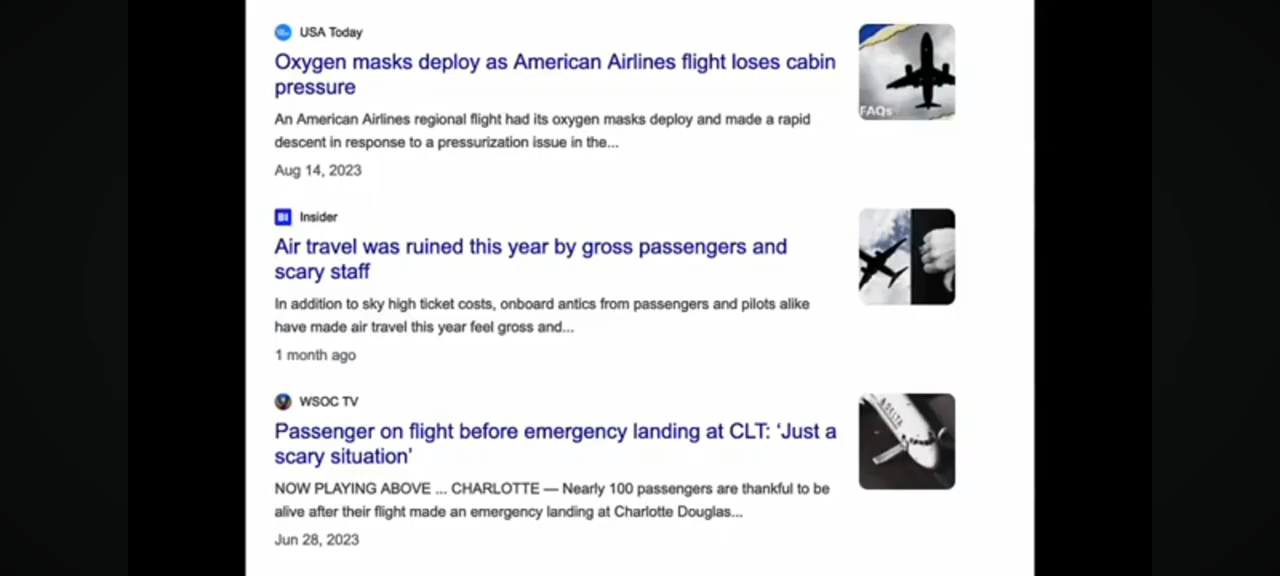 USA Today
Oxygen masks deploy as American Airlines flight loses cabin
pressure
An American Airlines regional flight had its oxygen masks deploy and made a rapid
descent in response to a pressurization issue in the...
Aug 14, 2023
FAQs
BI Insider
Air travel was ruined this year by gross passengers and
scary staff
In addition to sky high ticket costs, onboard antics from passengers and pilots alike
have made air travel this year feel gross and...
1 month ago
WSOC TV
Passenger on flight before emergency landing at CLT: ‘Just a
scary situation’
NOW PLAYING ABOVE ... CHARLOTTE — Nearly 100 passengers are thankful to be
alive after their flight made an emergency landing at Charlotte Douglas...
Jun 28, 2023
DELTA